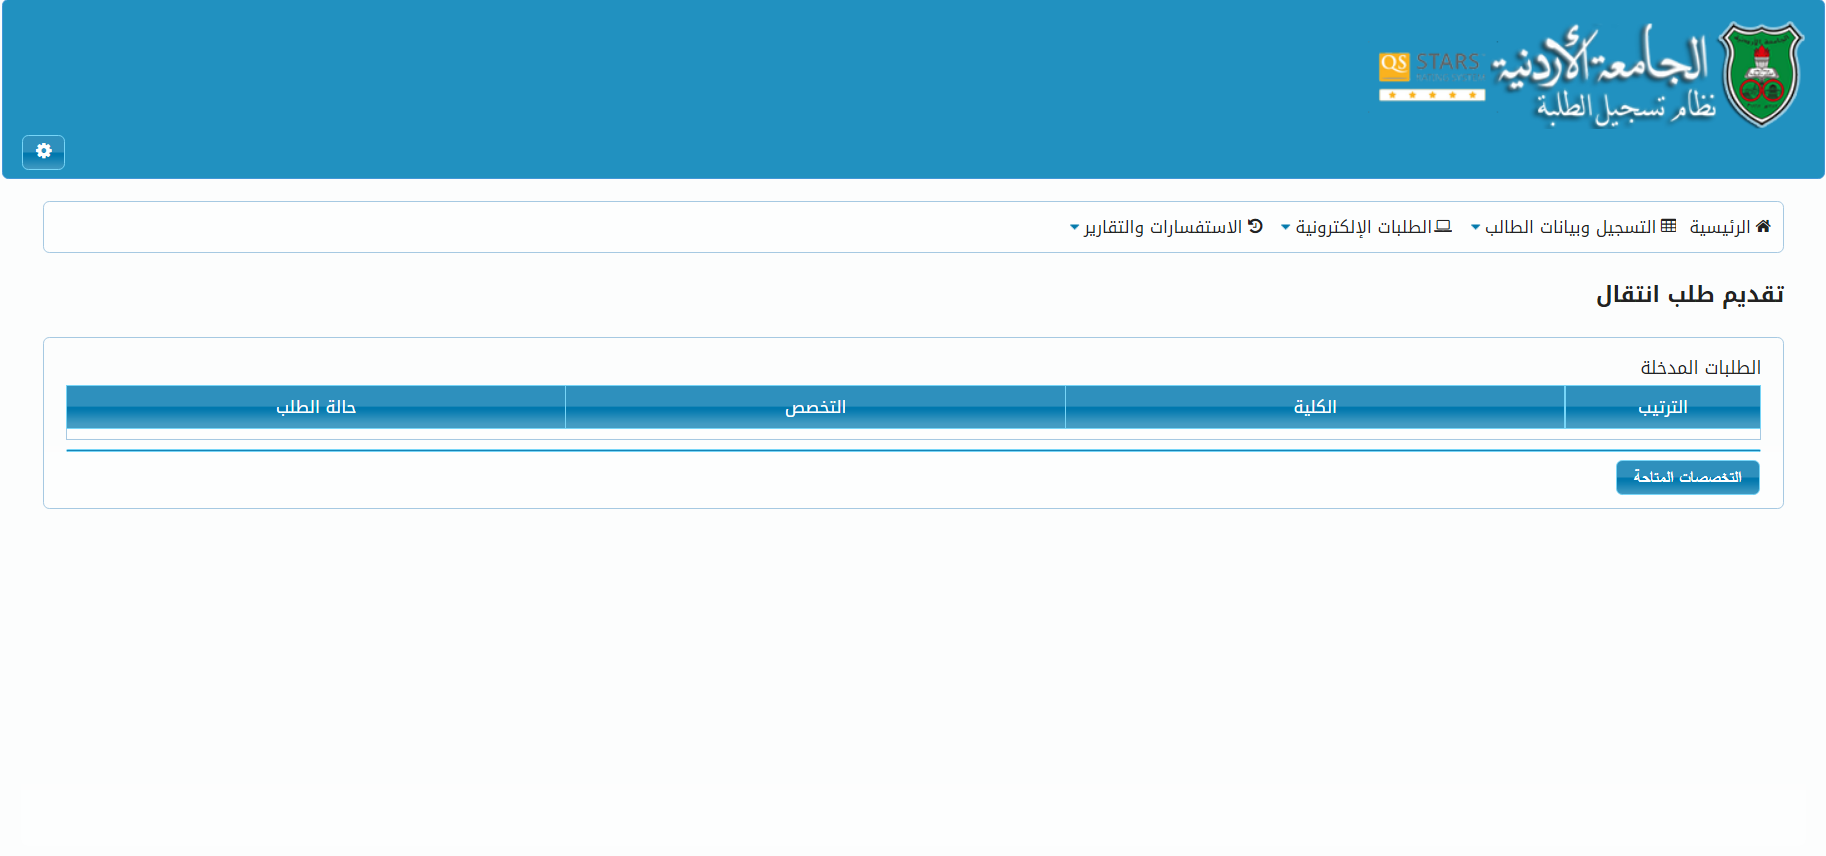 الجامعة الأردنية
نظام تسجيل الطلبة
QS STARS
الرئيسية
التسجيل وبيانات الطالب
الطلبات الإلكترونية
الاستفسارات والتقارير
تقديم طلب انتقال
الطلبات المدخلة
الترتيب الكلية التخصص حالة الطلب
التخصصات المتاحة